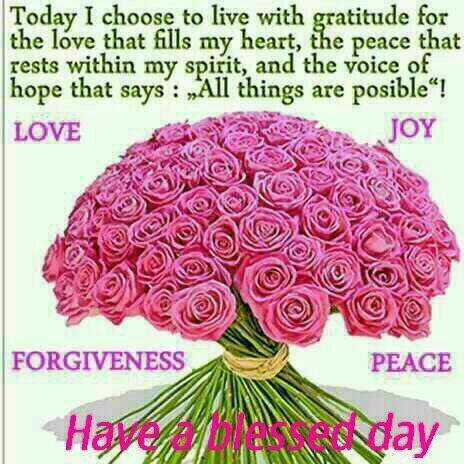 Today I choose to live with gratitude for
the love that fills my heart, the peace that
rests within my spirit, and the voice of
hope that says : „All things are posible“!
LOVE
JOY
FORGIVENESS
PEACE
Have a blessed day